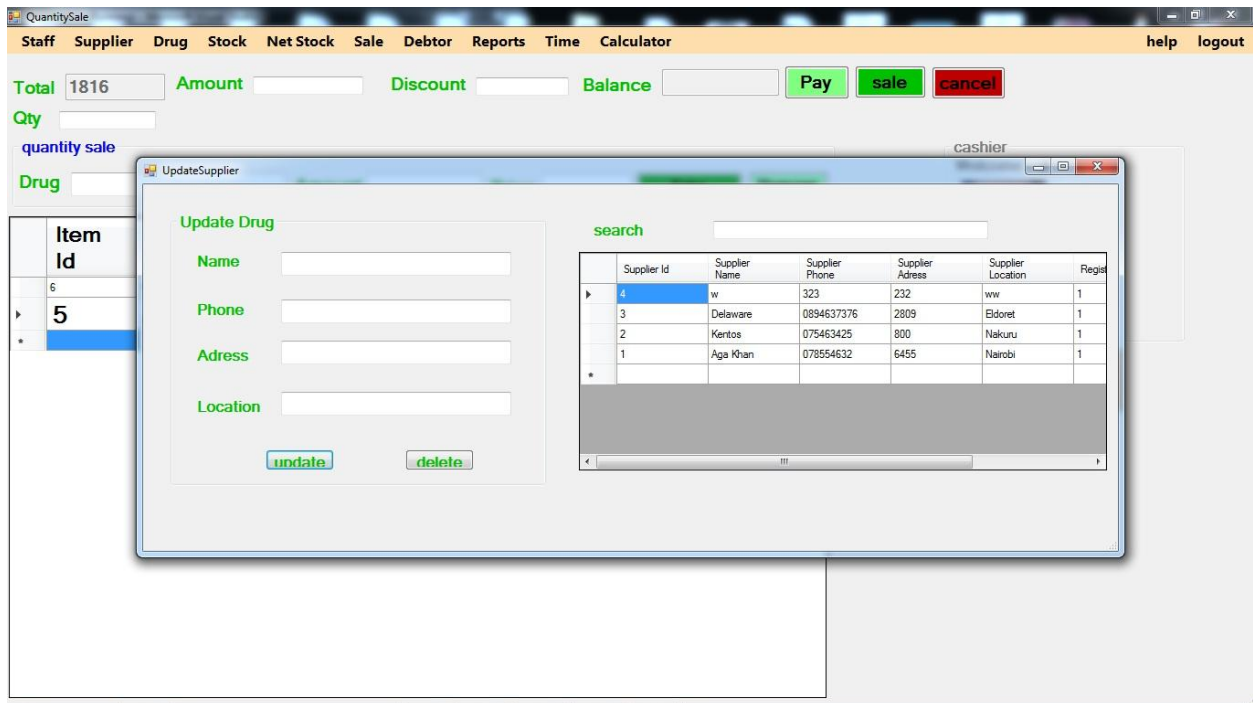 QuantitySale
Staff Supplier Drug Stock Net Stock Sale Debtor Reports Time Calculator help logout
Total 1816 Amount Discount Balance Pay sale cancel
Qty
quantity sale cashier
Drug
UpdateSupplier
Item Id
6
5
Update Drug
Name
Phone
Adress
Location
update delete
search
Supplier Id Supplier Name Supplier Phone Supplier Adress Supplier Location Regist
4 w 323 232 ww 1
3 Delaware 0894637376 2809 Eldoret 1
2 Kentos 075463425 800 Nakuru 1
1 Aga Khan 078554632 6455 Nairobi 1